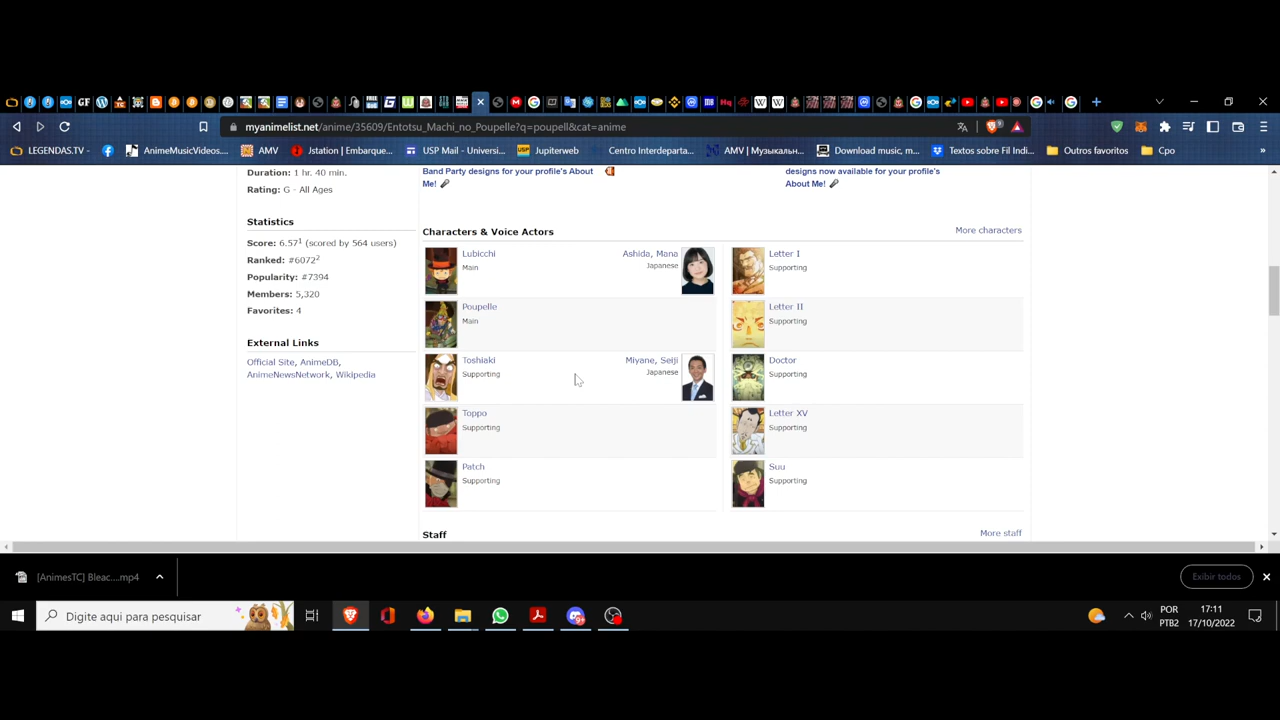 GF
Hq
W
W
myanimelist.net/anime/35609/Entotsu_Machi_no_Poupelle?q=poupell&cat=anime
9
LEGENDAS.TV -
AnimeMusicVideos...
AMV
Jstation | Embarque...
USP Mail - Universi...
Jupiterweb
Centro Interdeparta...
AMV | Музыкальн...
Download music, m...
Textos sobre Fil Indi...
Outros favoritos
Cpo
»
Duration: 1 hr. 40 min.
Rating: G - All Ages
Statistics
Score: 6.57¹ (scored by 564 users)
Ranked: #6072²
Popularity: #7394
Members: 5,320
Favorites: 4
External Links
Official Site, AnimeDB,
AnimeNewsNetwork, Wikipedia
Band Party designs for your profile's About
Me!
designs now available for your profile's
About Me!
Characters & Voice Actors
More characters
Lubicchi
Main
Ashida, Mana
Japanese
Letter I
Supporting
Poupelle
Main
Letter II
Supporting
Toshiaki
Supporting
Miyane, Seiji
Japanese
Doctor
Supporting
Toppo
Supporting
Letter XV
Supporting
Patch
Supporting
Suu
Supporting
Staff
More staff
[AnimesTC] Bleac....mp4
Exibir todos
Digite aqui para pesquisar
POR
PTB2
17:11
17/10/2022